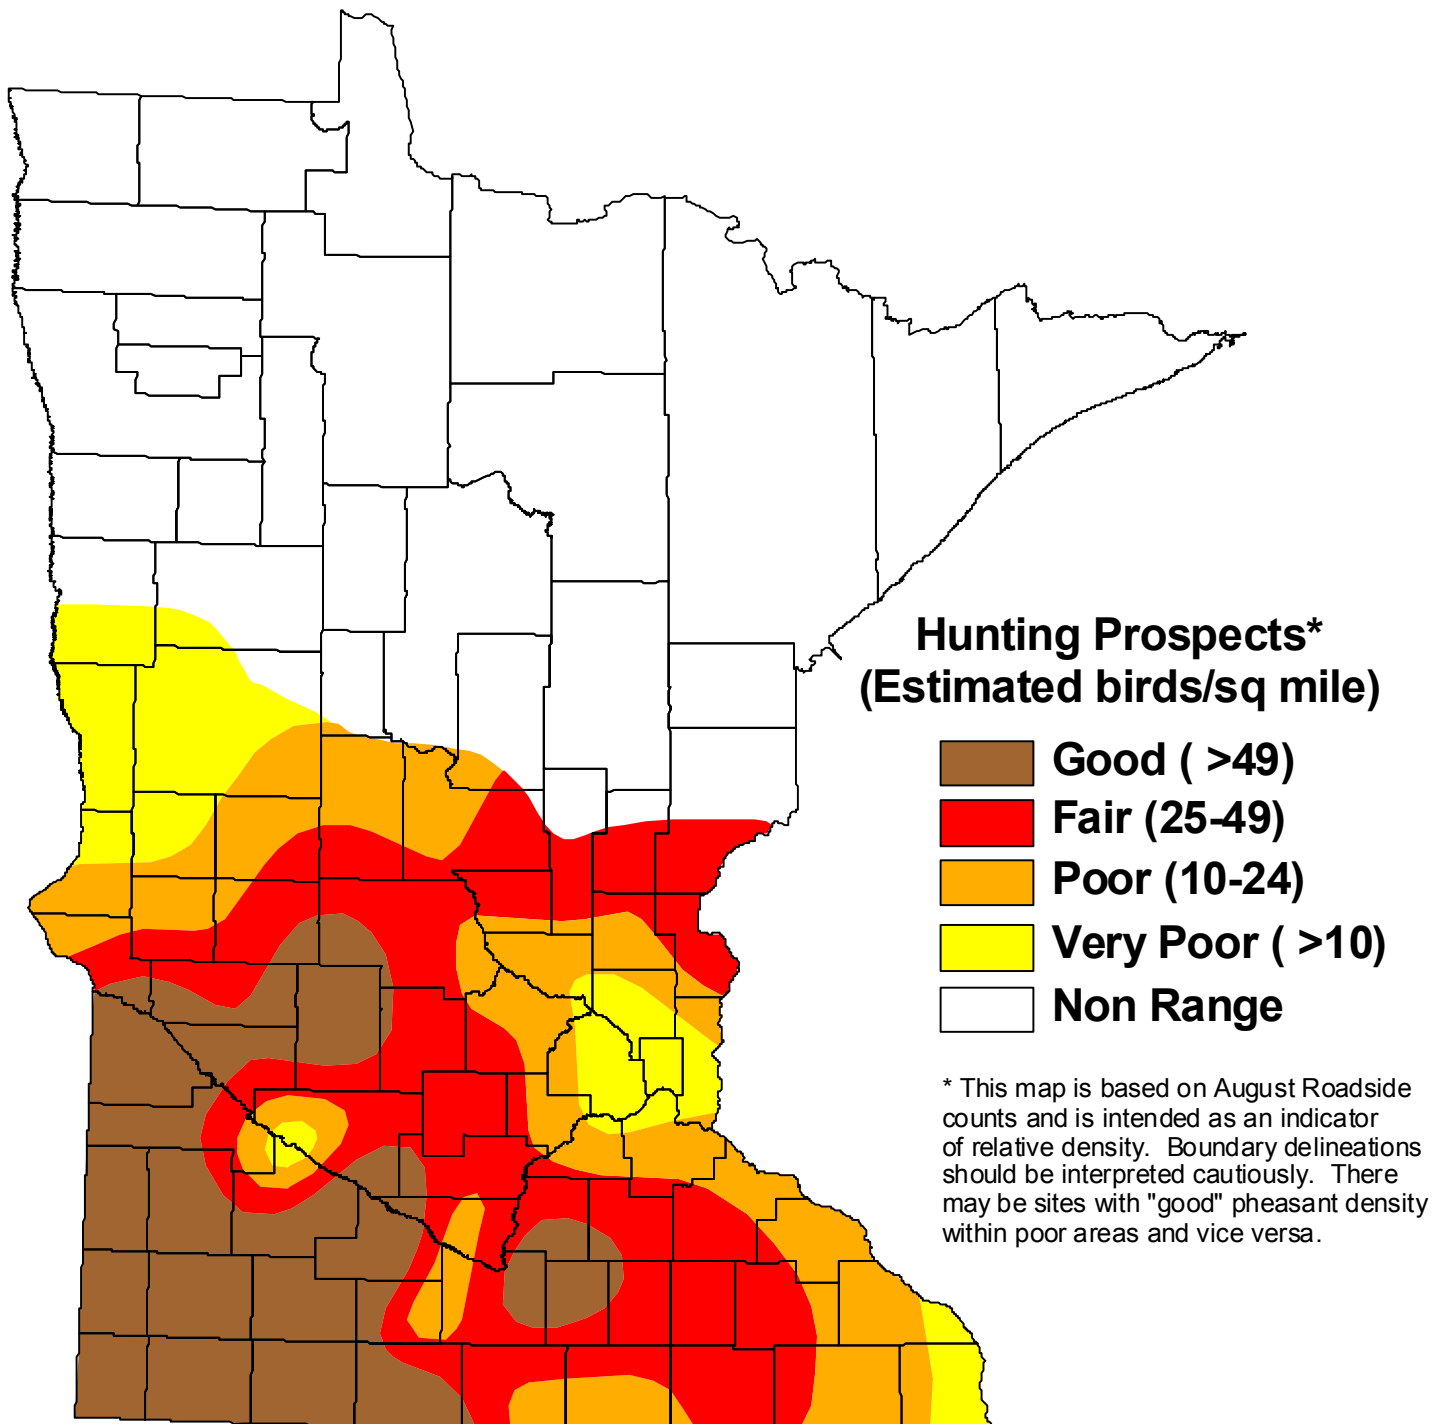 Hunting Prospects*
(Estimated birds/sq mile)
Good ( >49)
Fair (25-49)
Poor (10-24)
Very Poor ( >10)
Non Range
* This map is based on August Roadside
counts and is intended as an indicator
of relative density.  Boundary delineations
should be interpreted cautiously.  There
may be sites with "good" pheasant density
within poor areas and vice versa.